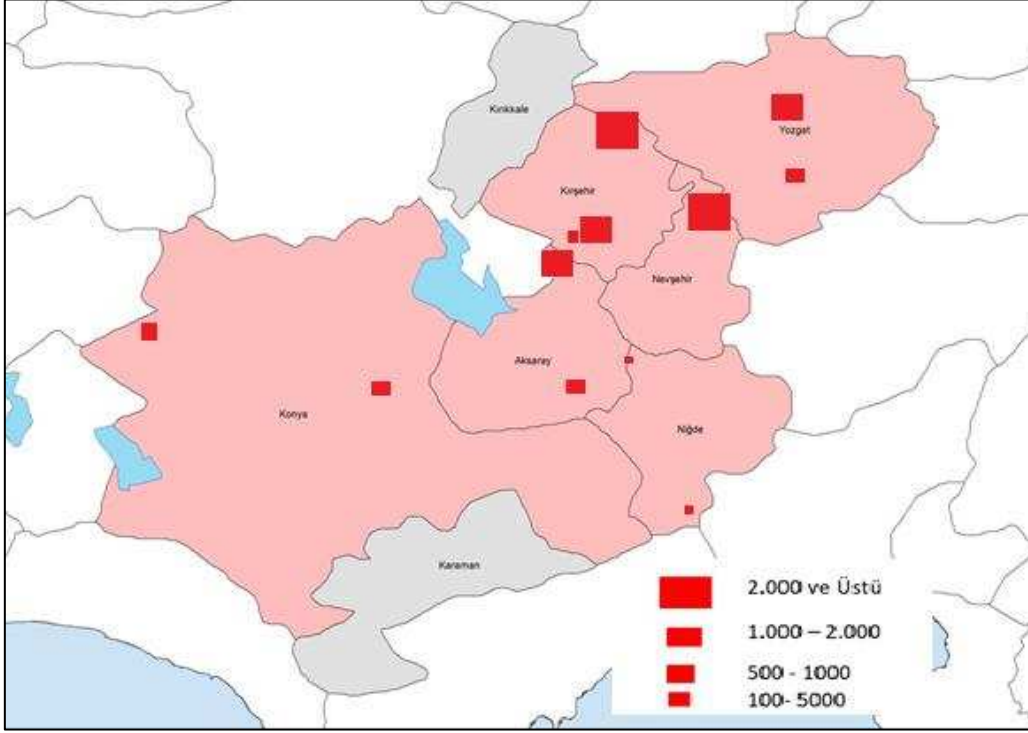 Kırıkkale
Yozgat
Kırşehir
Nevşehir
Aksaray
Konya
Niğde
Karaman
2.000 ve Üstü
1.000 – 2.000
500 - 1000
100- 5000